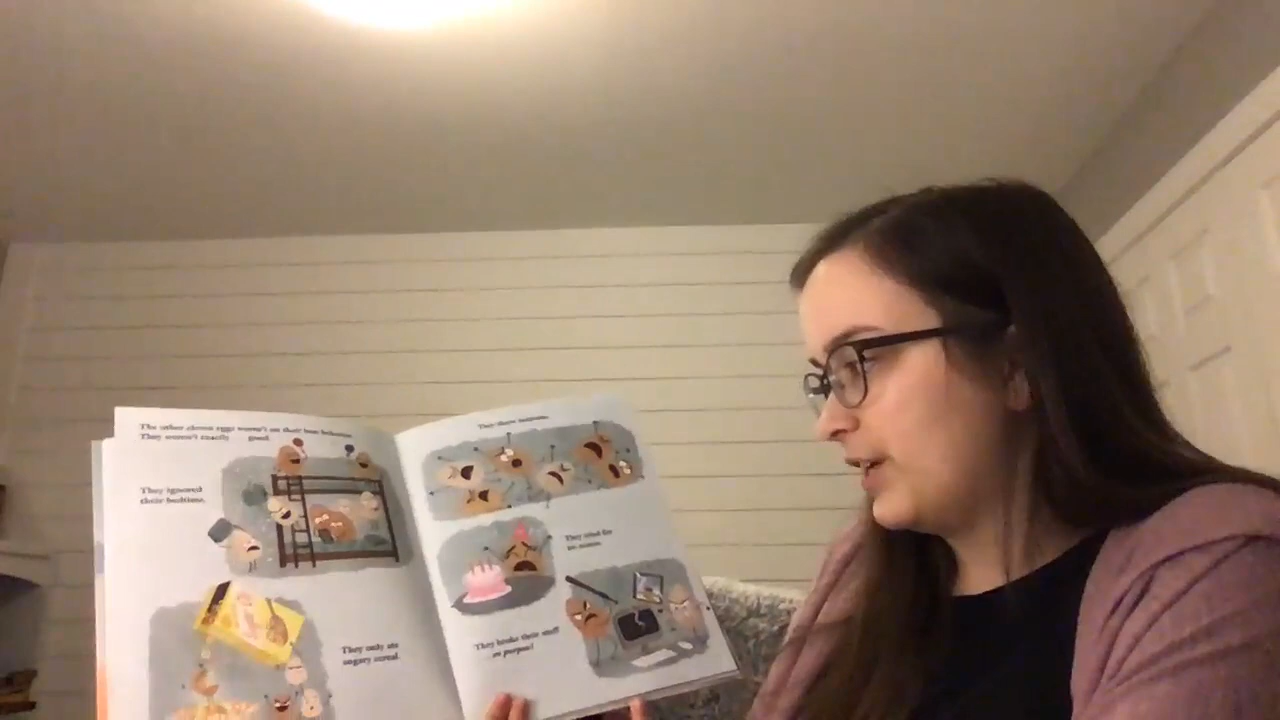 The other eleven eggs weren't on their best behavior.
They weren't exactly good.
They ignored
their bedtime.
They only ate
sugary cereal.
They threw tantrums.
They cried for
no reason.
They broke their stuff
on purpose!